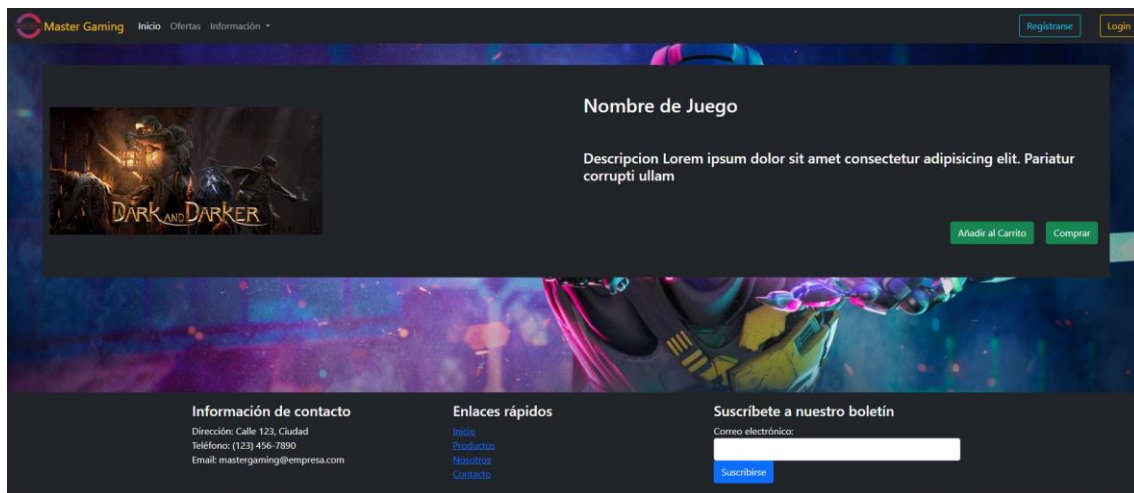 Master Gaming Inicio Ofertas Información Registrarse Login
Nombre de Juego
Descripcion Lorem ipsum dolor sit amet consectetur adipisicing elit. Pariatur
corrupti ullam
DARK AND DARKER
Añadir al Carrito Comprar
Información de contacto
Dirección: Calle 123, Ciudad
Teléfono: (123) 456-7890
Email: mastergaming@empresa.com
Enlaces rápidos
Inicio
Productos
Nosotros
Contacto
Suscríbete a nuestro boletín
Correo electrónico:
Suscribirse